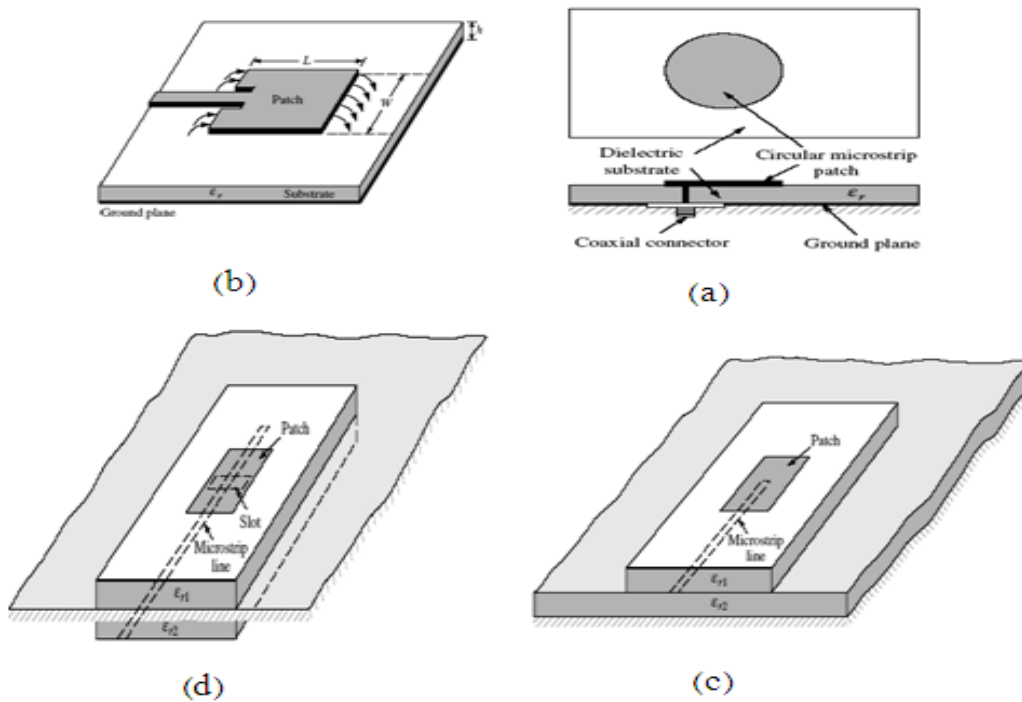 L
h
W
Patch
εr
Substrate
Ground plane
(b)
Dielectric
substrate
Circular microstrip
patch
εr
Coaxial connector
Ground plane
(a)
Patch
Slot
Microstrip
line
εr1
εr2
(d)
Patch
Microstrip
line
εr1
εr2
(c)